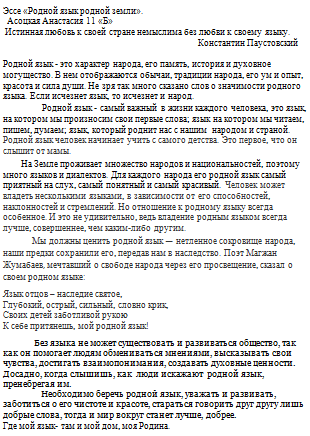 Эссе «Родной язык родной земли».
Асоцкая Анастасия 11 «Б»
Истинная любовь к своей стране немыслима без любви к своему языку.
Константин Паустовский
Родной язык - это характер народа, его память, история и духовное
могущество. В нем отображаются обычаи, традиции народа, его ум и опыт,
красота и сила души. Не зря так много сказано слов о значимости родного
языка. Если исчезнет язык, то исчезнет и народ.
Родной язык - самый важный в жизни каждого человека, это язык,
на котором мы произносим свои первые слова; язык на котором мы читаем,
пишем, думаем; язык, который роднит нас с нашим народом и страной.
Родной язык человек начинает учить с самого детства. Это первое, что он
слышит от мамы.
На Земле проживает множество народов и национальностей, поэтому
много языков и диалектов. Для каждого народа его родной язык самый
приятный на слух, самый понятный и самый красивый. Человек может
владеть несколькими языками, в зависимости от его способностей,
наклонностей и стремлений. Но отношение к родному языку всегда
особенное. И это не удивительно, ведь владение родным языком всегда
лучше, совершеннее, чем каким-либо другим.
Мы должны ценить родной язык — нетленное сокровище народа,
наши предки сохранили его, передав нам в наследство. Поэт Магжан
Жумабаев, мечтавший о свободе народа через его просвещение, сказал о
своем родном языке:
Язык отцов – наследие святое,
Глубокий, острый, сильный, словно крик,
Своих детей заботливой рукою
К себе притянешь, мой родной язык!
Без языка не может существовать и развиваться общество, так
как он помогает людям обмениваться мнениями, высказывать свои
чувства, достигать взаимопонимания, создавать духовные ценности.
Досадно, когда слышишь, как люди искажают родной язык,
пренебрегая им.
Необходимо беречь родной язык, уважать и развивать,
заботиться о его чистоте и красоте, стараться говорить друг другу лишь
добрые слова, тогда и мир вокруг станет лучше, добрее.
Где мой язык- там и мой дом, моя Родина.